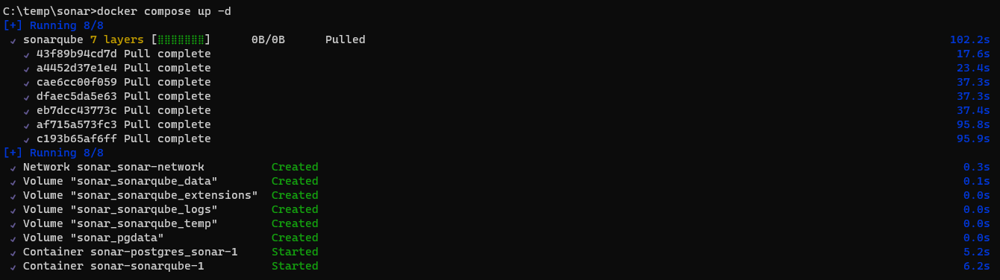 C:\temp\sonar>docker compose up -d
[+] Running 8/8
✔ sonarqube 7 layers [⣿⣿⣿⣿⣿⣿⣿] 0B/0B Pulled 102.2s
✔ 43f89b94cd7d Pull complete 17.6s
✔ a4452d37e1e4 Pull complete 23.4s
✔ cae6cc00f059 Pull complete 37.3s
✔ dfaec5da5e63 Pull complete 37.3s
✔ eb7dcc43773c Pull complete 37.4s
✔ af715a573fc3 Pull complete 95.8s
✔ c193b65af6ff Pull complete 95.9s
[+] Running 8/8
✔ Network sonar_sonar-network Created 0.3s
✔ Volume "sonar_sonarqube_data" Created 0.1s
✔ Volume "sonar_sonarqube_extensions" Created 0.0s
✔ Volume "sonar_sonarqube_logs" Created 0.0s
✔ Volume "sonar_sonarqube_temp" Created 0.0s
✔ Volume "sonar_pgdata" Created 0.0s
✔ Container sonar-postgres_sonar-1 Started 5.2s
✔ Container sonar-sonarqube-1 Started 6.2s